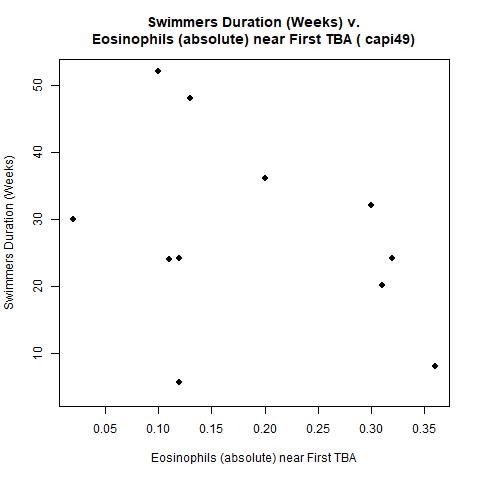 Swimmers Duration (Weeks) v.
Eosinophils (absolute) near First TBA ( capi49)
Swimmers Duration (Weeks)
50
40
30
20
10
0.05 0.10 0.15 0.20 0.25 0.30 0.35
Eosinophils (absolute) near First TBA